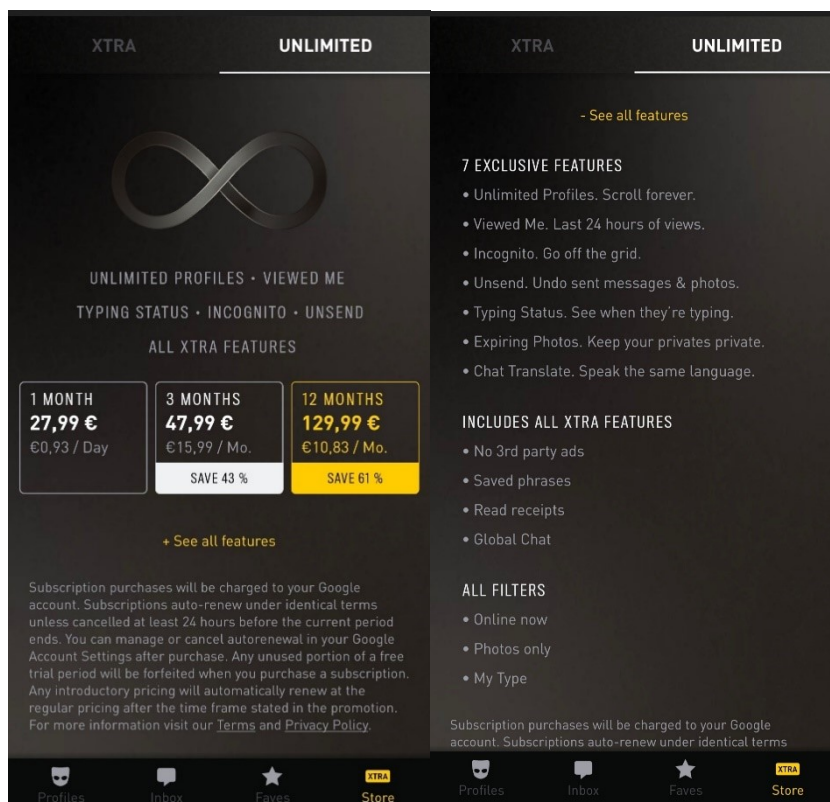 XTRA
UNLIMITED
UNLIMITED PROFILES • VIEWED ME
TYPING STATUS • INCOGNITO • UNSEND
ALL XTRA FEATURES
1 MONTH
27,99 €
€0,93 / Day
3 MONTHS
47,99 €
€15,99 / Mo.
SAVE 43 %
12 MONTHS
129,99 €
€10,83 / Mo.
SAVE 61 %
+ See all features
Subscription purchases will be charged to your Google
account. Subscriptions auto-renew under identical terms
unless cancelled at least 24 hours before the current period
ends. You can manage or cancel autorenewal in your Google
Account Settings after purchase. Any unused portion of a free
trial period will be forfeited when you purchase a subscription.
Any introductory pricing will automatically renew at the
regular pricing after the time frame stated in the promotion.
For more information visit our Terms and Privacy Policy.
Profiles
Inbox
Faves
XTRA
Store
XTRA
UNLIMITED
- See all features
7 EXCLUSIVE FEATURES
• Unlimited Profiles. Scroll forever.
• Viewed Me. Last 24 hours of views.
• Incognito. Go off the grid.
• Unsend. Undo sent messages & photos.
• Typing Status. See when they're typing.
• Expiring Photos. Keep your privates private.
• Chat Translate. Speak the same language.
INCLUDES ALL XTRA FEATURES
• No 3rd party ads
• Saved phrases
• Read receipts
• Global Chat
ALL FILTERS
• Online now
• Photos only
• My Type
Subscription purchases will be charged to your Google
account. Subscriptions auto-renew under identical terms
Profiles
Inbox
Faves
XTRA
Store